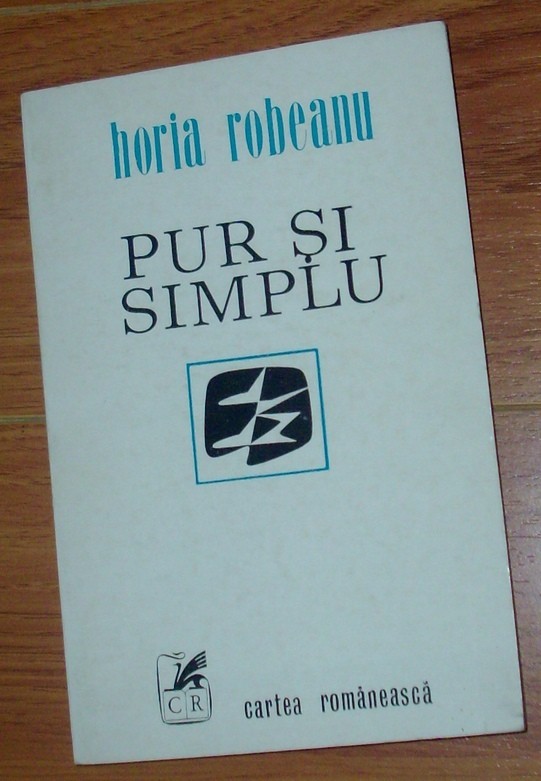 horia robeanu
PUR ȘI
SIMPLU
CR
cartea românească